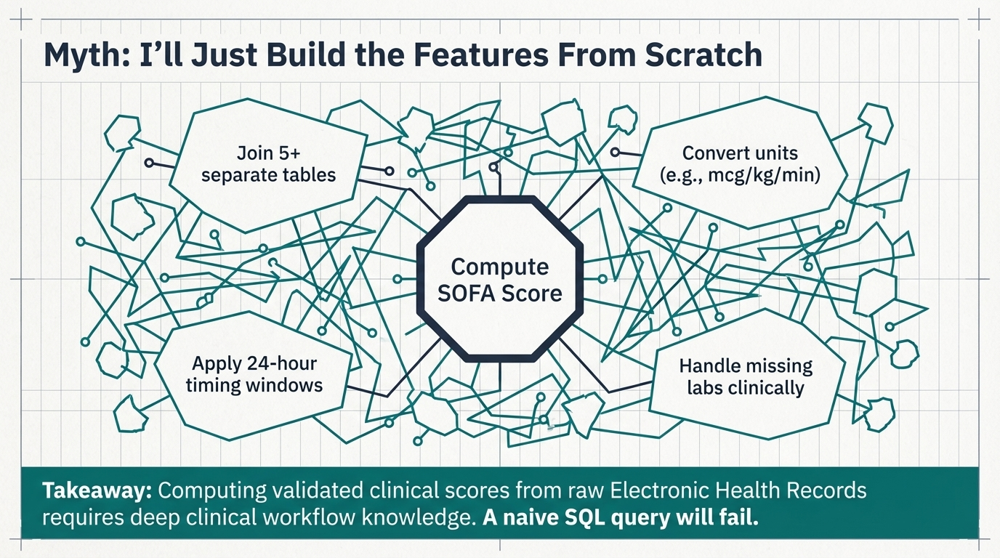 Myth: I’ll Just Build the Features From Scratch
Join 5+
separate tables
Convert units
(e.g., mcg/kg/min)
Compute
SOFA Score
Apply 24-hour
timing windows
Handle missing
labs clinically
Takeaway: Computing validated clinical scores from raw Electronic Health Records
requires deep clinical workflow knowledge. A naive SQL query will fail.